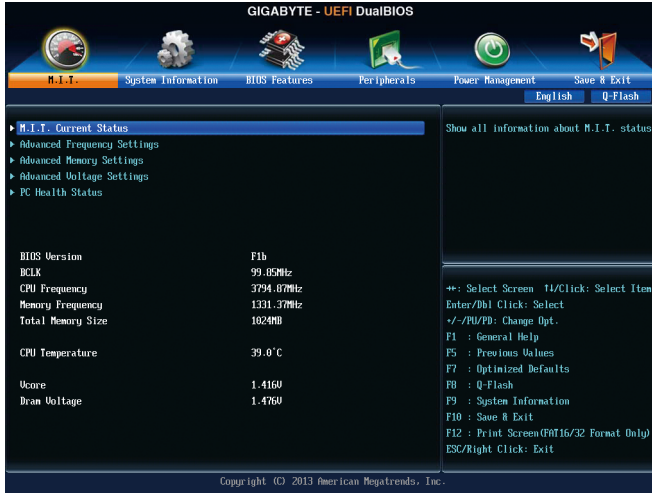 GIGABYTE - UEFI DualBIOS
M.I.T. System Information BIOS Features Peripherals Power Management Save & Exit
English Q-Flash
M.I.T. Current Status
Advanced Frequency Settings
Advanced Memory Settings
Advanced Voltage Settings
PC Health Status
Show all information about M.I.T. status
BIOS Version F1b
BCLK 99.85MHz
CPU Frequency 3794.87MHz
Memory Frequency 1331.37MHz
Total Memory Size 1024MB
CPU Temperature 39.0°C
Vcore 1.416V
Dram Voltage 1.476V
→←: Select Screen ↑↓/Click: Select Item
Enter/Dbl Click: Select
+/-/PU/PD: Change Opt.
F1 : General Help
F5 : Previous Values
F7 : Optimized Defaults
F8 : Q-Flash
F9 : System Information
F10 : Save & Exit
F12 : Print Screen(FAT16/32 Format Only)
ESC/Right Click: Exit
Copyright (C) 2013 American Megatrends, Inc.